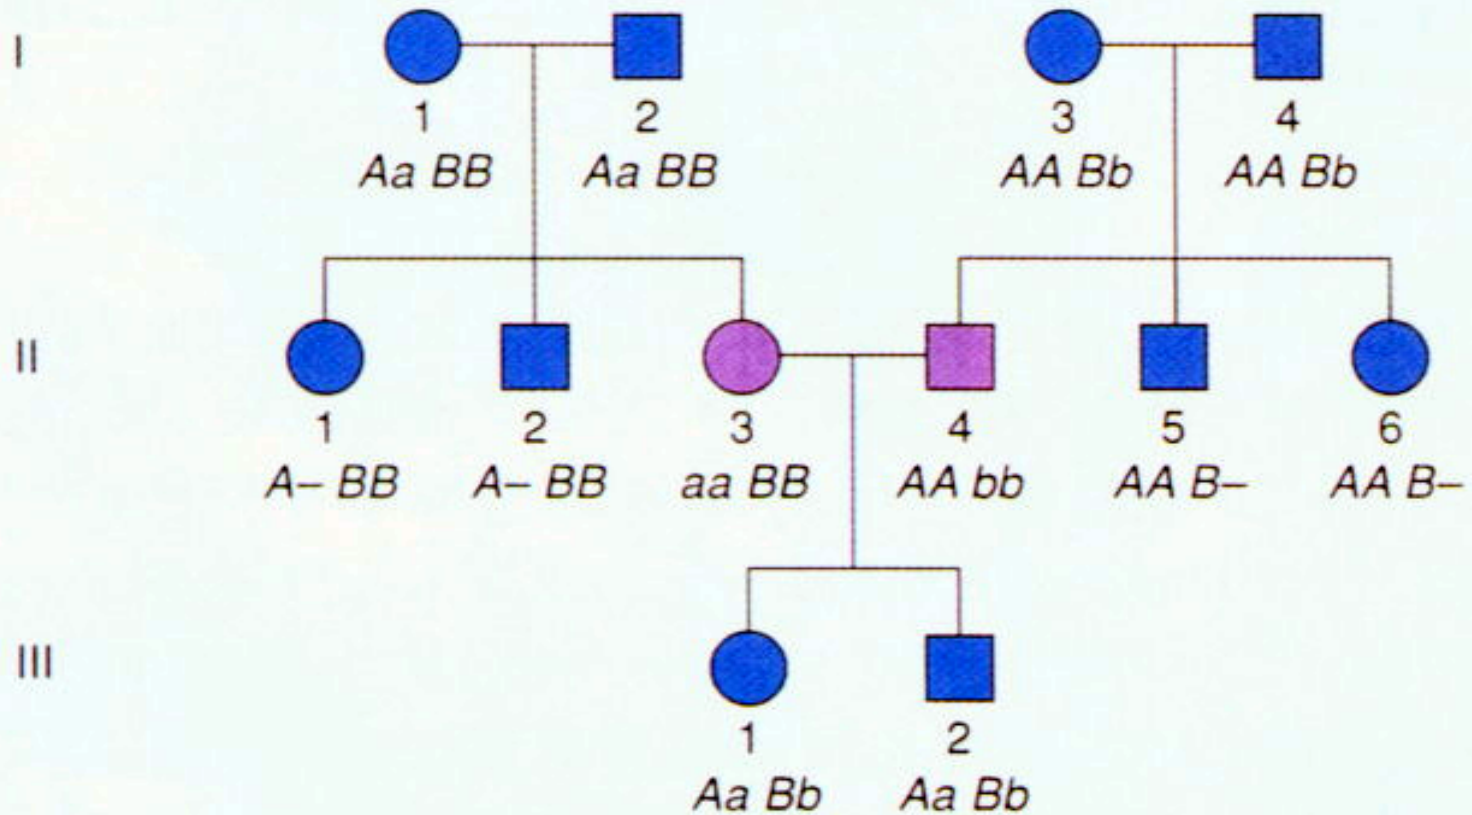 I
1 2 3 4
Aa BB Aa BB AA Bb AA Bb
II
1 2 3 4 5 6
A– BB A– BB aa BB AA bb AA B– AA B–
III
1 2
Aa Bb Aa Bb